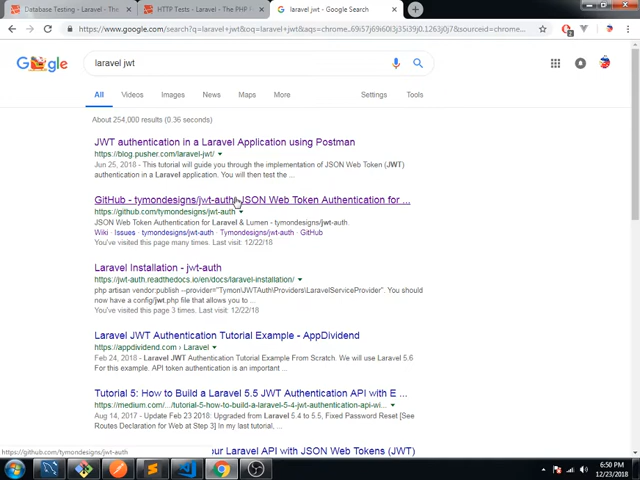 Database Testing - Laravel - The
HTTP Tests - Laravel - The PHP F
laravel jwt - Google Search
https://www.google.com/search?q=laravel+jwt&oq=laravel+jwt&aqs=chrome..69i57j69i60l3j35i39j0.1263j0j7&sourceid=chrome...
Google
laravel jwt
All
Videos
Images
News
Maps
More
Settings
Tools
About 254,000 results (0.36 seconds)
JWT authentication in a Laravel Application using Postman
https://blog.pusher.com/laravel-jwt/
Jun 25, 2018 - This tutorial will guide you through the implementation of JSON Web Token (JWT)
authentication in a Laravel application. You will then test the ...
GitHub - tymondesigns/jwt-auth: JSON Web Token Authentication for ...
https://github.com/tymondesigns/jwt-auth
JSON Web Token Authentication for Laravel & Lumen - tymondesigns/jwt-auth.
Wiki · Issues · tymondesigns/jwt-auth · Tymondesigns/jwt-auth · GitHub
You've visited this page many times. Last visit: 12/22/18
Laravel Installation - jwt-auth
https://jwt-auth.readthedocs.io/en/docs/laravel-installation/
php artisan vendor:publish --provider="Tymon\JWTAuth\Providers\LaravelServiceProvider". You should
now have a config/jwt.php file that allows you to ...
You've visited this page 3 times. Last visit: 12/22/18
Laravel JWT Authentication Tutorial Example - AppDividend
https://appdividend.com › Laravel
Feb 24, 2018 - Laravel JWT Authentication Tutorial Example From Scratch. We will use Laravel 5.6
For this example. API token authentication is an important ...
Tutorial 5: How to Build a Laravel 5.5 JWT Authentication API with E ...
https://medium.com/.../tutorial-5-how-to-build-a-laravel-5-4-jwt-authentication-api-wi...
Aug 14, 2017 - Update Feb 23 2018: Upgraded from Laravel 5.4 to 5.5, Fixed Password Reset [See
Routes Declaration for Web at Step 3] In my last tutorial, ...
our Laravel API with JSON Web Tokens (JWT)
https://github.com/tymondesigns/jwt-auth
6:50 PM
12/23/2018